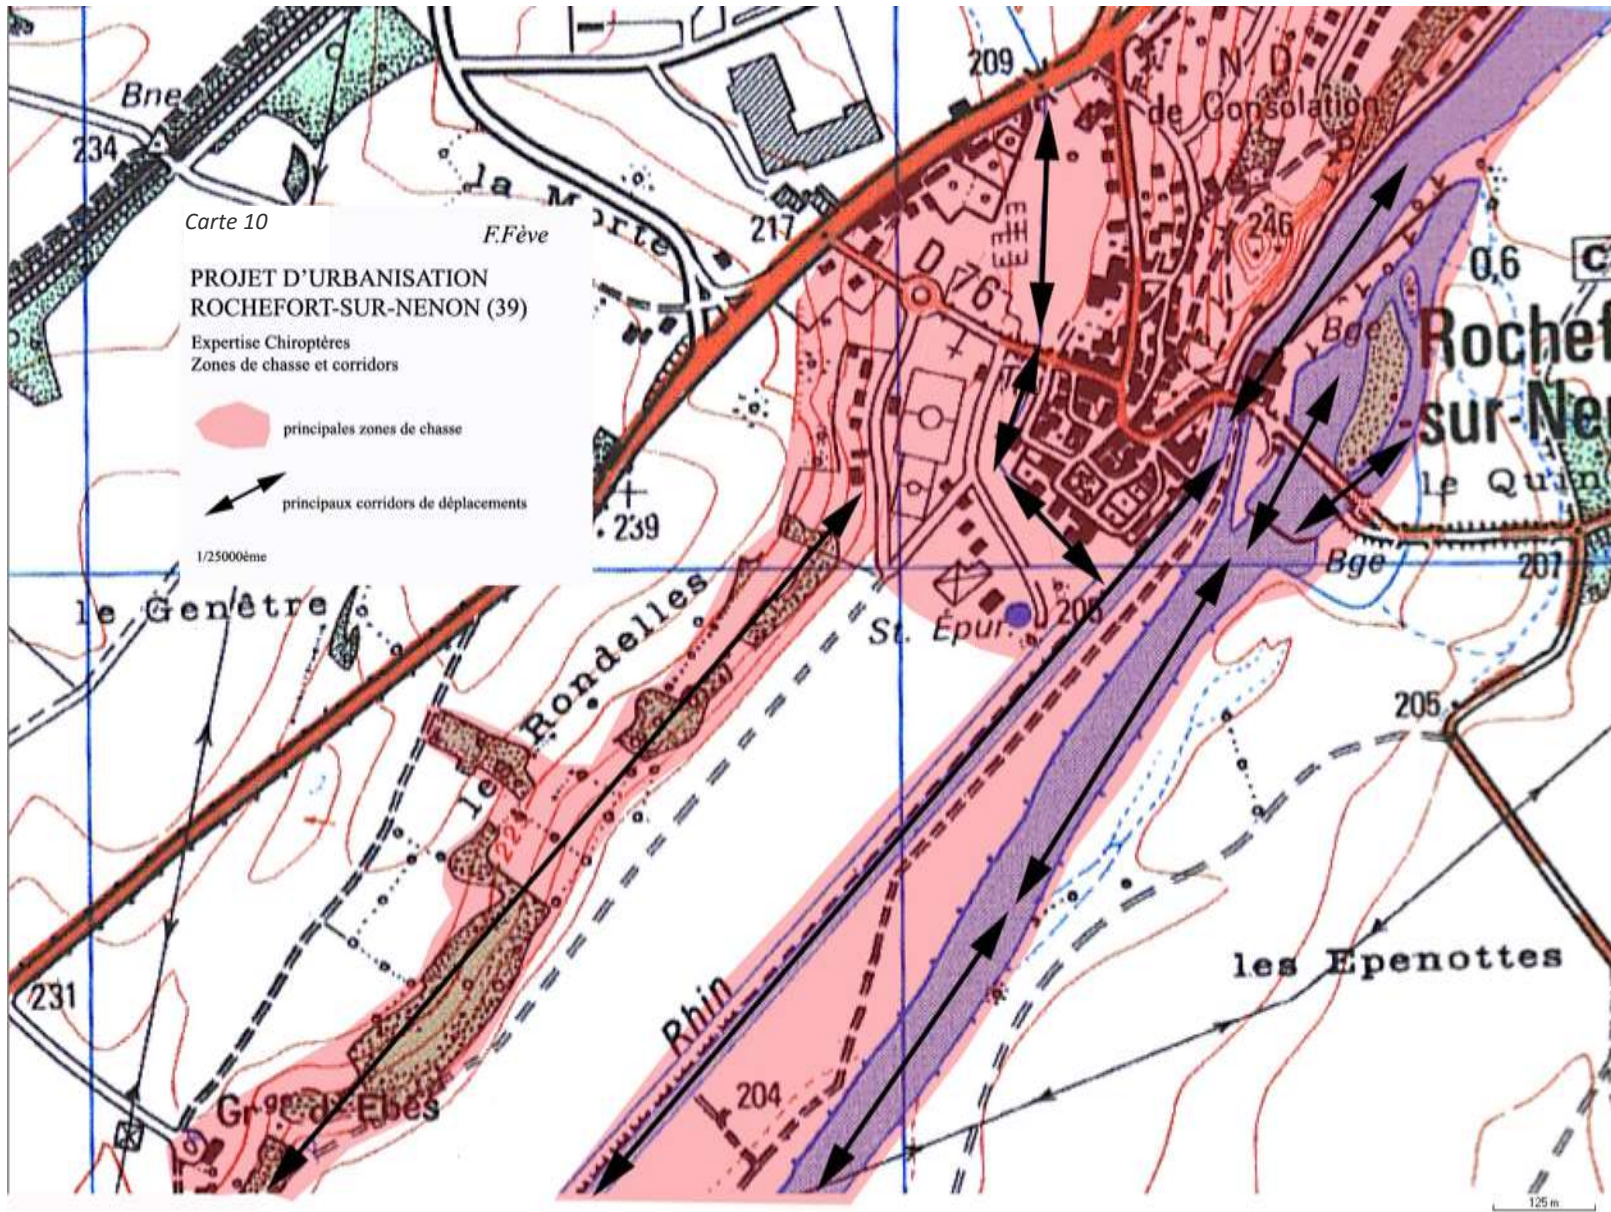 209
N D
de Consolation
Bne
234
la Morte
Carte 10
F.Fève
217
246
0,6
C
D 76
PROJET D'URBANISATION
ROCHEFORT-SUR-NENON (39)
Bge
Rochef
Expertise Chiroptères
Zones de chasse et corridors
sur-Ne
principales zones de chasse
le Quin
principaux corridors de déplacements
239
1/25000ème
Bge
207
le Genêtre
les Rondelles
St. Épur.
205
224
les Epenottes
231
Rhin
204
125 m